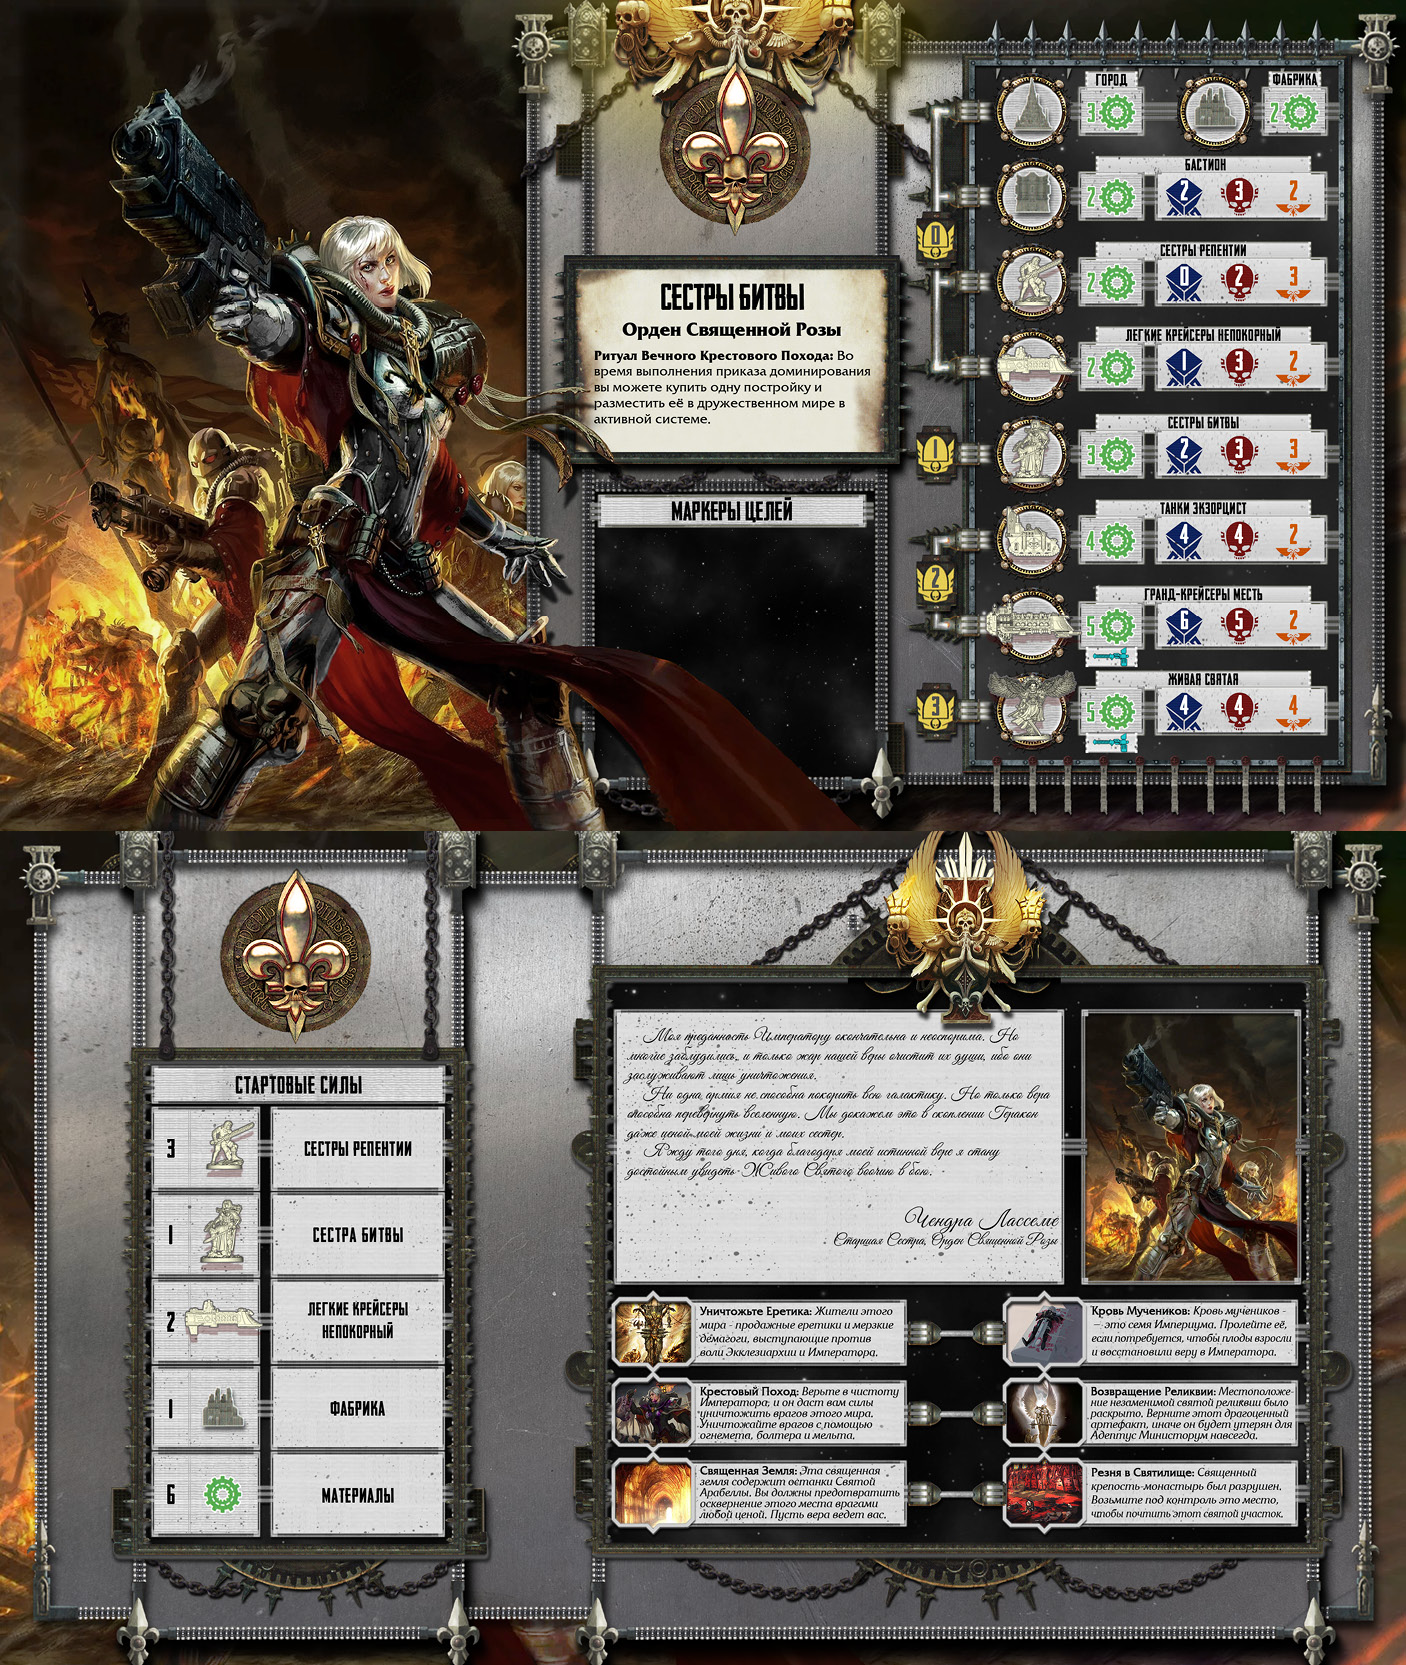 СЕСТРЫ БИТВЫ
Орден Священной Розы
Ритуал Вечного Крестового Похода: Во
время выполнения приказа доминирования
вы можете купить одну постройку и
разместить её в дружественном мире в
активной системе.
МАРКЕРЫ ЦЕЛЕЙ
0
1
2
3
ГОРОД
3
ФАБРИКА
2
БАСТИОН
2 2 3 2
СЕСТРЫ РЕПЕНТИИ
2 0 2 3
ЛЕГКИЕ КРЕЙСЕРЫ НЕПОКОРНЫЙ
2 1 3 2
СЕСТРЫ БИТВЫ
3 2 3 3
ТАНКИ ЭКЗОРЦИСТ
4 4 4 2
ГРАНД-КРЕЙСЕРЫ МЕСТЬ
5 6 5 2
ЖИВАЯ СВЯТАЯ
5 4 4 4
СТАРТОВЫЕ СИЛЫ
3 СЕСТРЫ РЕПЕНТИИ
1 СЕСТРА БИТВЫ
2 ЛЕГКИЕ КРЕЙСЕРЫ
НЕПОКОРНЫЙ
1 ФАБРИКА
6 МАТЕРИАЛЫ
Моя преданность Императору окончательна и неоспорима. Но
многие заблудились, и только жар нашей веры очистит их души, ибо они
заслуживают лишь уничтожения.
Ни одна армия не способна покорить всю галактику. Но только вера
способна перевернуть вселенную. Мы докажем это в скоплении Геракон
даже ценой моей жизни и моих сестер.
Я жду того дня, когда благодаря моей истинной вере я стану
достойным увидеть Живого Святого воочию в бою.
Чендра Лассеме
Старшая Сестра, Орден Священной Розы
Уничтожьте Еретика: Жители этого
мира - продажные еретики и мерзкие
демагоги, выступающие против
воли Экклезиархии и Императора.
Кровь Мучеников: Кровь мучеников -
— это семя Империума. Пролейте её,
если потребуется, чтобы плоды взросли
и восстановили веру в Императора.
Крестовый Поход: Верьте в чистоту
Императора, и он даст вам силы
уничтожить врагов этого мира.
Уничтожайте врагов с помощью
огнемета, болтера и мельта.
Возвращение Реликвии: Местоположе-
ние незаменимой святой реликвии было
раскрыто. Верните этот драгоценный
артефакт, иначе он будет утерян для
Адептус Министорум навсегда.
Священная Земля: Эта священная
земля содержит останки Святой
Арабеллы. Вы должны предотвратить
осквернение этого места врагами
любой ценой. Пусть вера ведет вас.
Резня в Святилище: Священный
крепость-монастырь был разрушен.
Возьмите под контроль это место,
чтобы почтить этот святой участок.